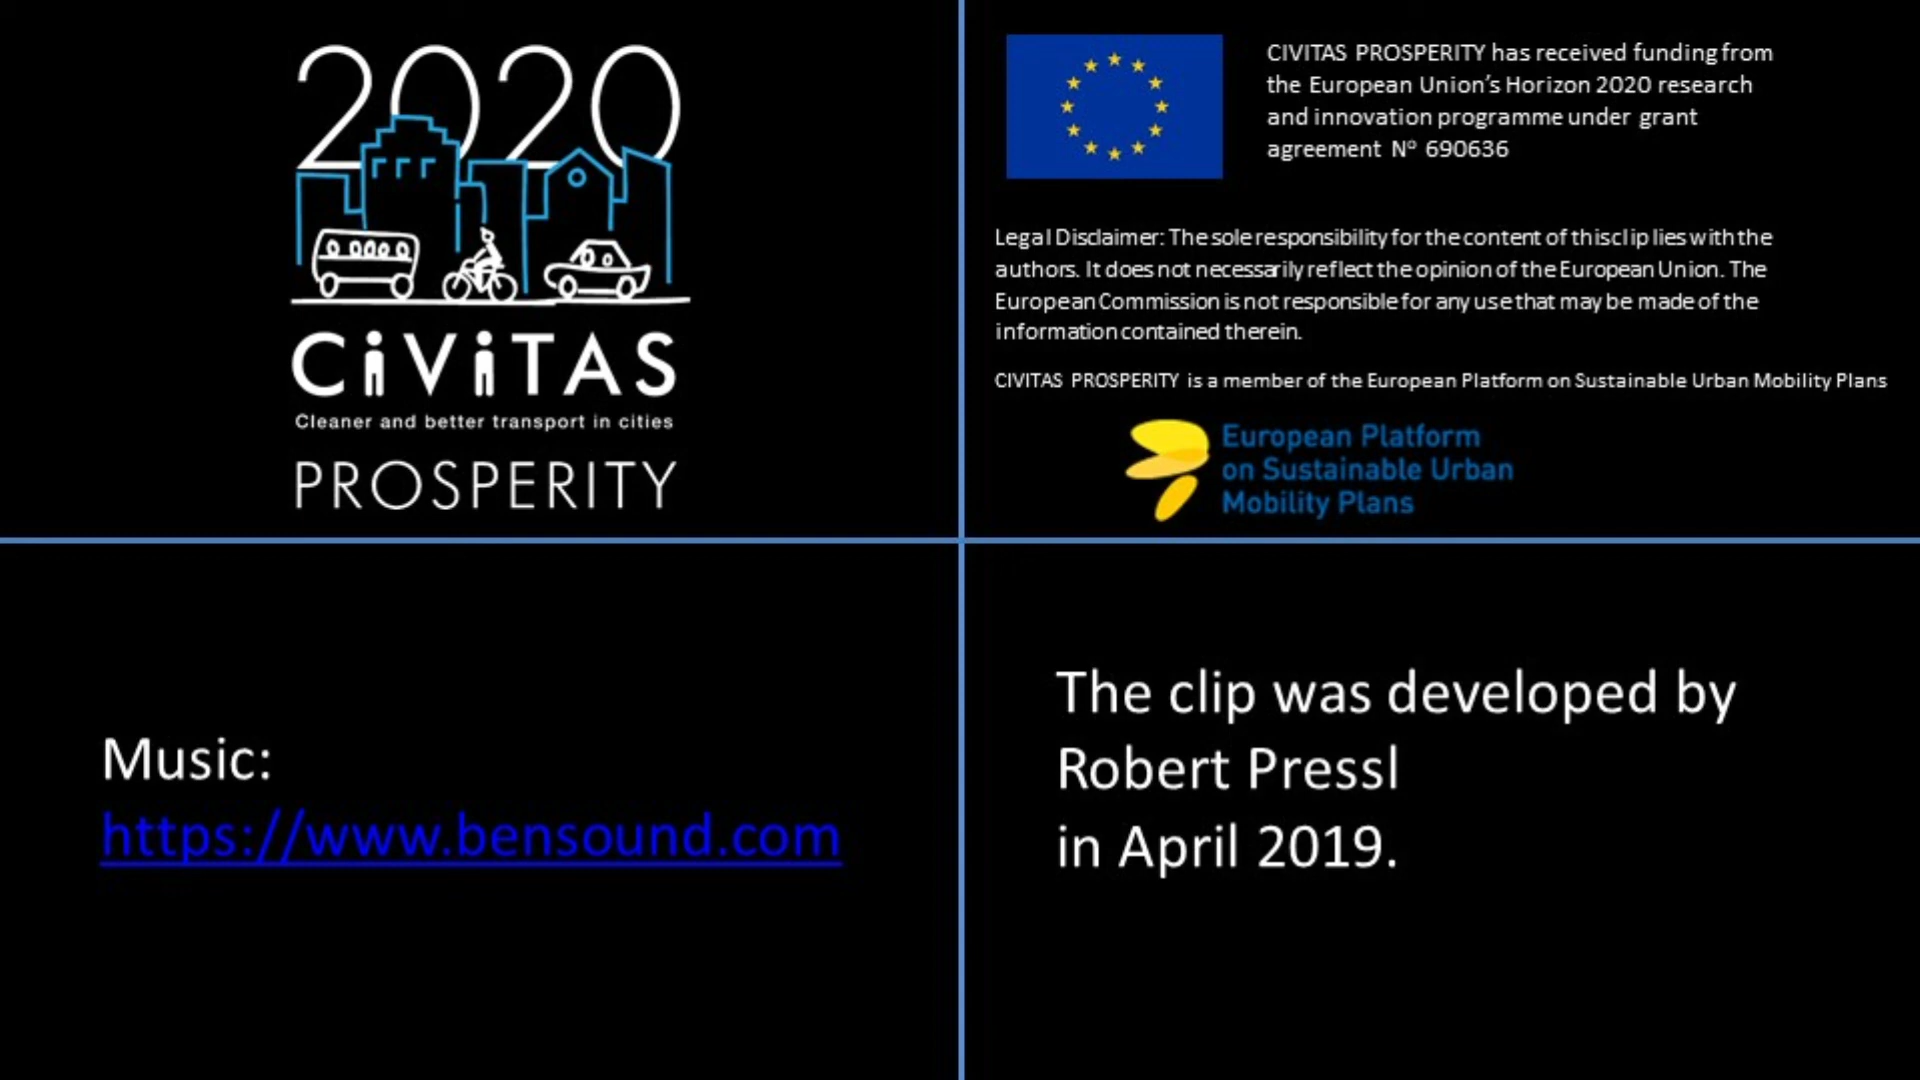 2020
CiViTAS
Cleaner and better transport in cities
PROSPERITY
CIVITAS PROSPERITY has received funding from
the European Union's Horizon 2020 research
and innovation programme under grant
agreement Nº 690636
Legal Disclaimer: The sole responsibility for the content of this clip lies with the
authors. It does not necessarily reflect the opinion of the European Union. The
European Commission is not responsible for any use that may be made of the
information contained therein.
CIVITAS PROSPERITY is a member of the European Platform on Sustainable Urban Mobility Plans
European Platform
on Sustainable Urban
Mobility Plans
Music:
https://www.bensound.com
The clip was developed by
Robert Pressl
in April 2019.